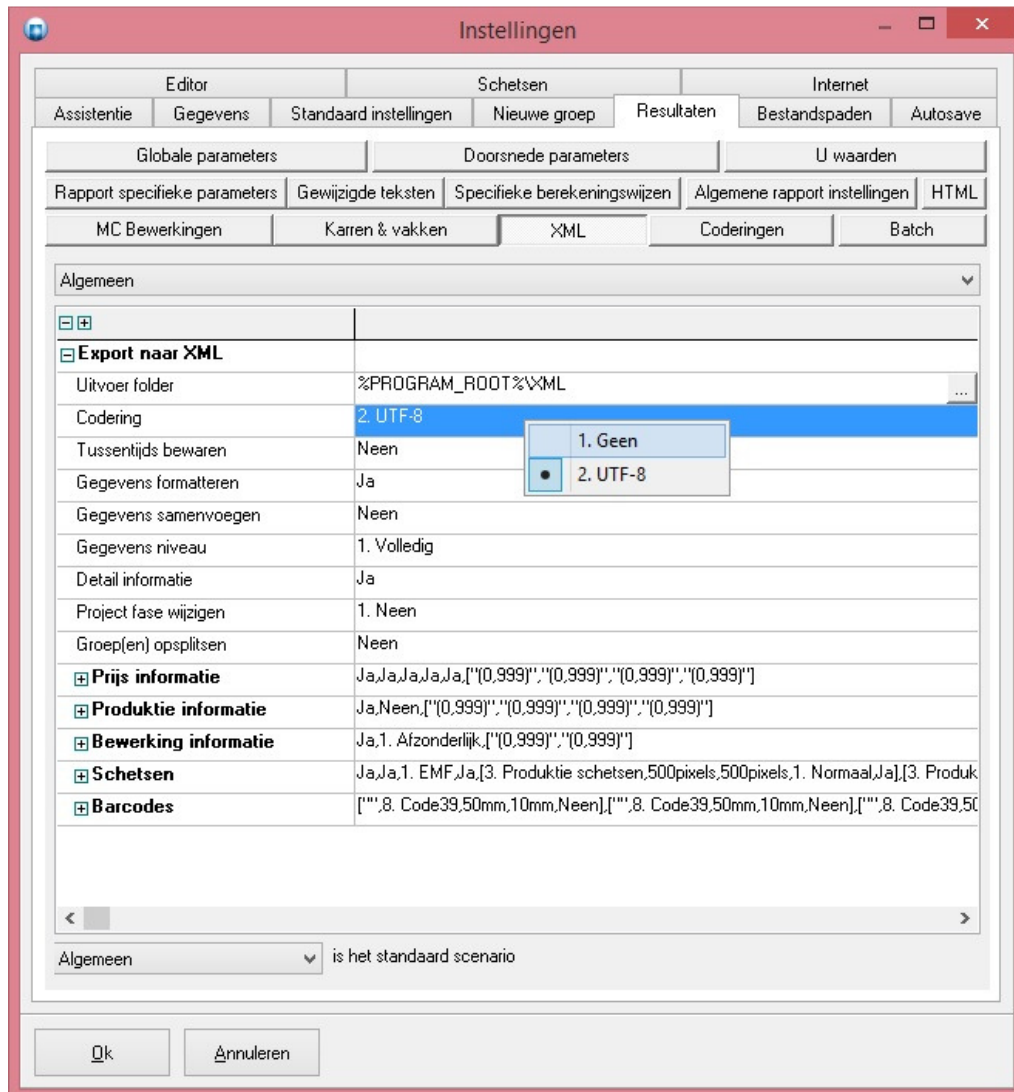 Instellingen
Editor Schetsen Internet
Assistentie Gegevens Standaard instellingen Nieuwe groep Resultaten Bestandspaden Autosave
Globale parameters Doorsnede parameters U waarden
Rapport specifieke parameters Gewijzigde teksten Specifieke berekeningswijzen Algemene rapport instellingen HTML
MC Bewerkingen Karren & vakken XML Coderingen Batch
Algemeen
Export naar XML
Uitvoer folder %PROGRAM_ROOT%\XML ...
Codering 2. UTF-8
1. Geen
2. UTF-8
Tussentijds bewaren Neen
Gegevens formatteren Ja
Gegevens samenvoegen Neen
Gegevens niveau 1. Volledig
Detail informatie Ja
Project fase wijzigen 1. Neen
Groep(en) opsplitsen Neen
Prijs informatie Ja,Ja,Ja,Ja,Ja,["(0,999)","(0,999)","(0,999)","(0,999)"]
Produktie informatie Ja,Neen,["(0,999)","(0,999)","(0,999)","(0,999)"]
Bewerking informatie Ja,1. Afzonderlijk,["(0,999)","(0,999)"]
Schetsen Ja,Ja,1. EMF,Ja,[3. Produktie schetsen,500pixels,500pixels,1. Normaal,Ja],[3. Produk
Barcodes ["",8. Code39,50mm,10mm,Neen],["",8. Code39,50mm,10mm,Neen],["",8. Code39,50
Algemeen is het standaard scenario
Ok Annuleren